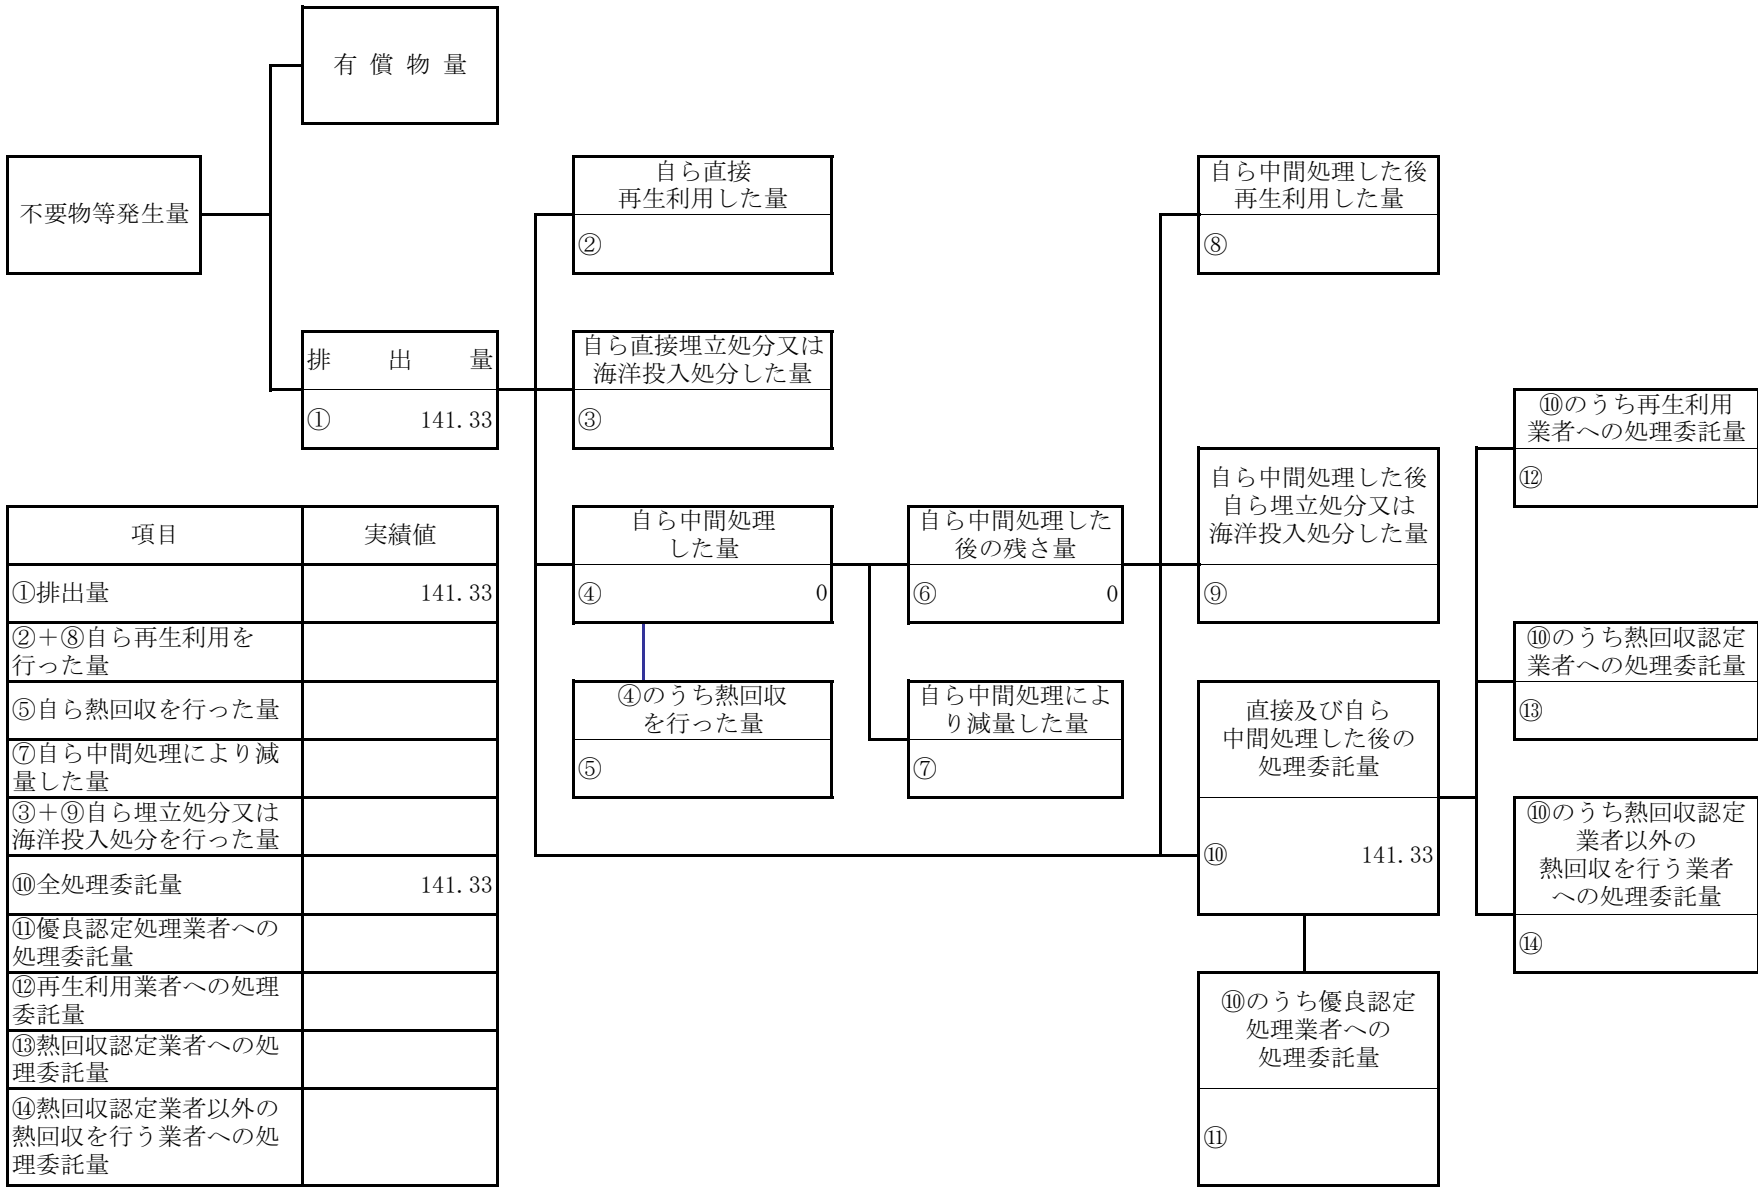 有償物量
不要物等発生量
排出量
① 141.33
自ら直接
再生利用した量
②
自ら直接埋立処分又は
海洋投入処分した量
③
自ら中間処理
した量
④ 0
④のうち熱回収
を行った量
⑤
自ら中間処理した
後の残さ量
⑥ 0
自ら中間処理によ
り減量した量
⑦
自ら中間処理した後
再生利用した量
⑧
自ら中間処理した後
自ら埋立処分又は
海洋投入処分した量
⑨
直接及び自ら
中間処理した後の
処理委託量
⑩ 141.33
⑩のうち優良認定
処理業者への
処理委託量
⑪
⑩のうち再生利用
業者への処理委託量
⑫
⑩のうち熱回収認定
業者への処理委託量
⑬
⑩のうち熱回収認定
業者以外の
熱回収を行う業者
への処理委託量
⑭
項目 実績値
①排出量 141.33
②＋⑧自ら再生利用を
行った量
⑤自ら熱回収を行った量
⑦自ら中間処理により減
量した量
③＋⑨自ら埋立処分又は
海洋投入処分を行った量
⑩全処理委託量 141.33
⑪優良認定処理業者への
処理委託量
⑫再生利用業者への処理
委託量
⑬熱回収認定業者への処
理委託量
⑭熱回収認定業者以外の
熱回収を行う業者への処
理委託量